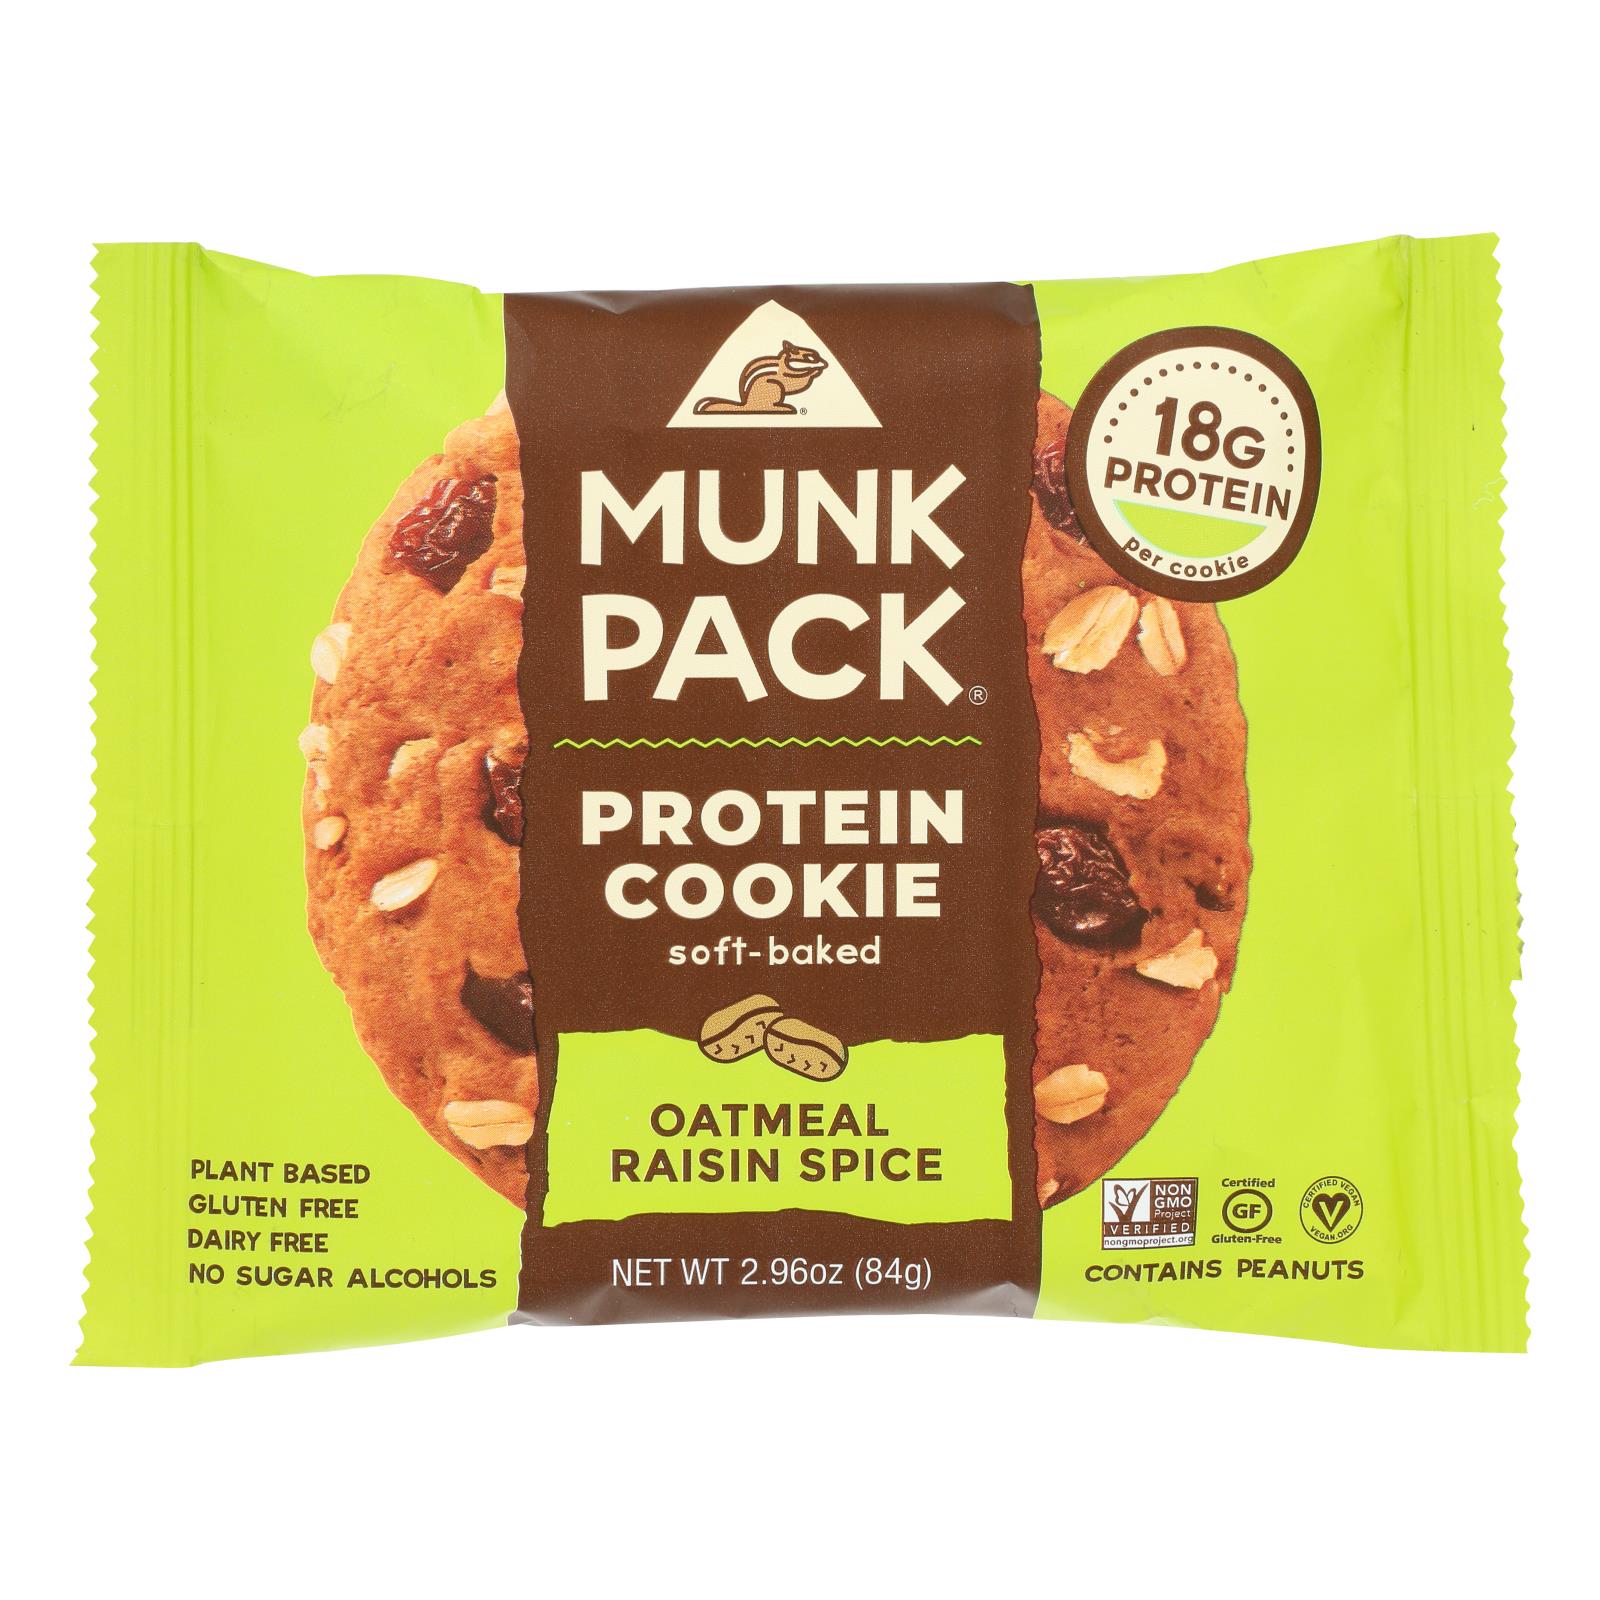 MUNK
PACK®
PROTEIN
COOKIE
soft-baked
OATMEAL
RAISIN SPICE
NET WT 2.96oz (84g)
18G
PROTEIN
per cookie
PLANT BASED
GLUTEN FREE
DAIRY FREE
NO SUGAR ALCOHOLS
NON
GMO
Project
VERIFIED
nongmoproject.org
Certified
GF
Gluten-Free
CERTIFIED VEGAN
V
VEGAN.ORG
CONTAINS PEANUTS
®